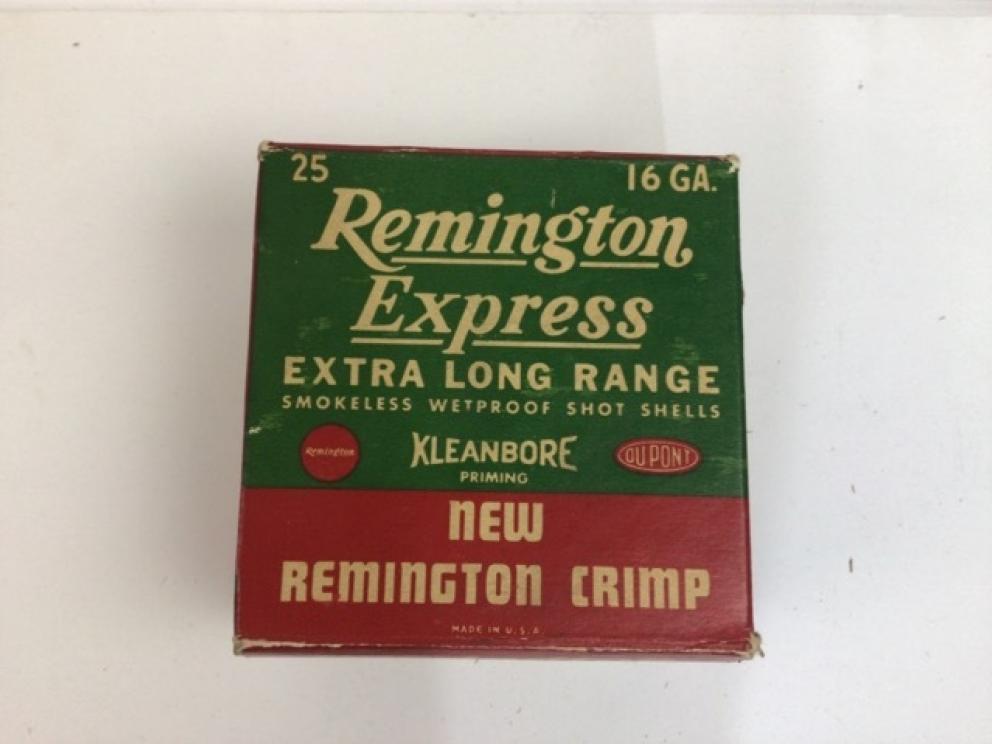 25 16 GA.
Remington
Express
EXTRA LONG RANGE
SMOKELESS WETPROOF SHOT SHELLS
Remington KLEANBORE DU PONT
PRIMING
NEW
REMINGTON CRIMP
MADE IN U.S.A.